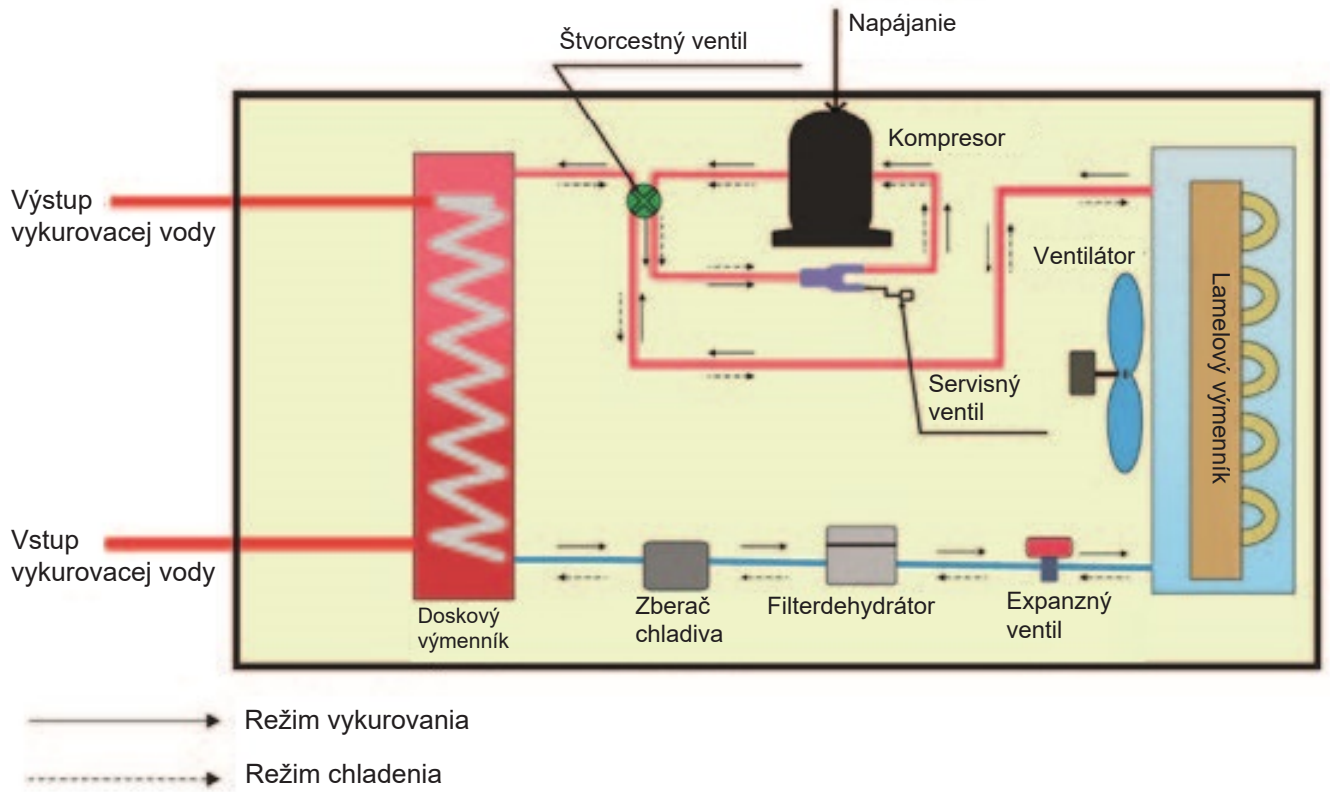 Štvorcestný ventil
Napájanie
Kompresor
Výstup
vykurovacej vody
Ventilátor
Lamelový výmenník
Servisný
ventil
Vstup
vykurovacej vody
Doskový
výmenník
Zberač
chladiva
Filterdehydrátor
Expanzný
ventil
Režim vykurovania
Režim chladenia